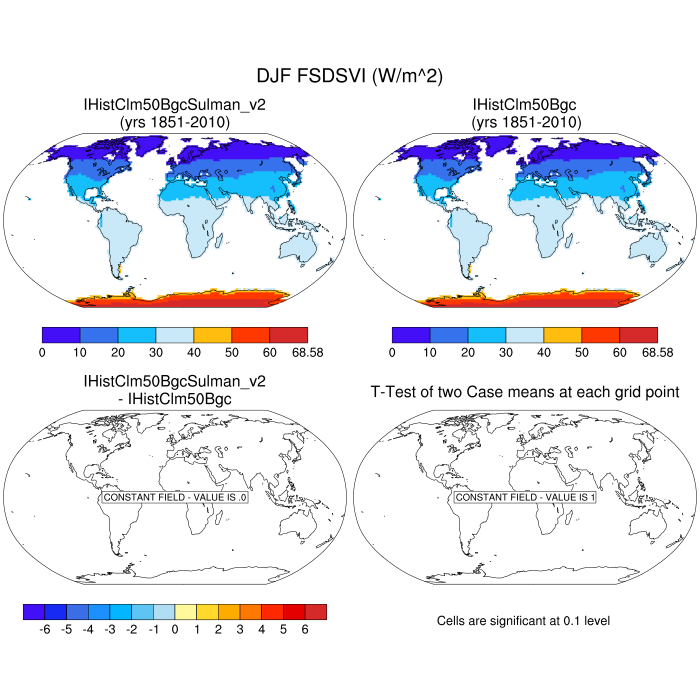 DJF FSDSVI (W/m^2)
IHistClm50BgcSulman_v2
(yrs 1851-2010)
IHistClm50Bgc
(yrs 1851-2010)
0 10 20 30 40 50 60 68.58
0 10 20 30 40 50 60 68.58
IHistClm50BgcSulman_v2
- IHistClm50Bgc
T-Test of two Case means at each grid point
CONSTANT FIELD - VALUE IS .0
CONSTANT FIELD - VALUE IS 1
-6 -5 -4 -3 -2 -1 0 1 2 3 4 5 6
Cells are significant at 0.1 level